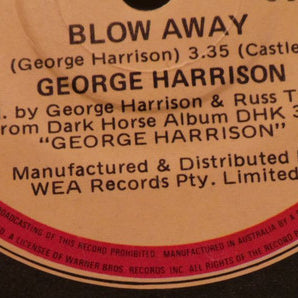 BLOW AWAY
(George Harrison) 3.35 (Castle
GEORGE HARRISON
. by George Harrison & Russ T
rom Dark Horse Album DHK 3
"GEORGE HARRISON"
Manufactured & Distributed
WEA Records Pty. Limited
BROADCASTING OF THIS RECORD PROHIBITED. MANUFACTURED IN AUSTRALIA BY
D. A LICENSEE OF WARNER BROS. RECORDS INC. ALL RIGHTS OF THE RECORD